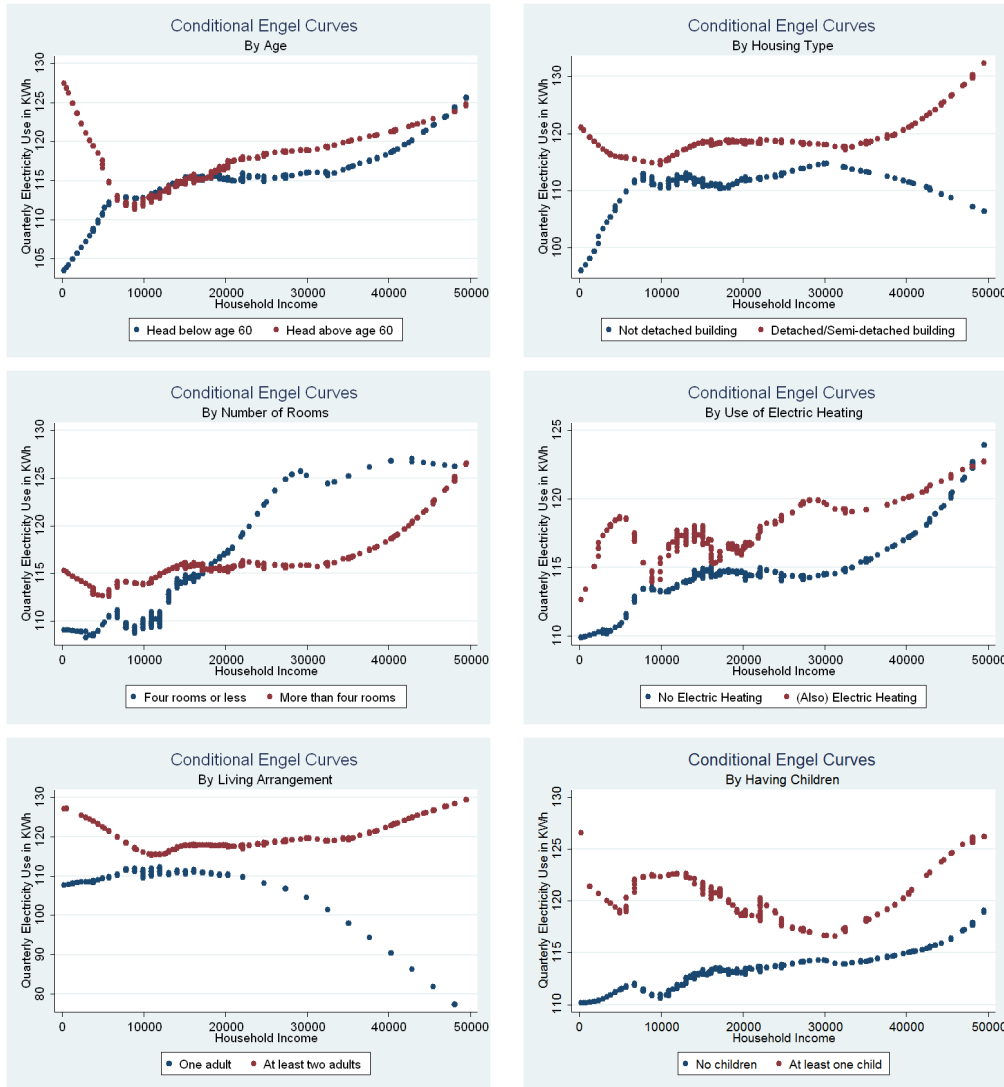 Conditional Engel Curves
By Age
Quarterly Electricity Use in KWh
105 110 115 120 125 130
0 10000 20000 30000 40000 50000
Household Income
Head below age 60 Head above age 60
Conditional Engel Curves
By Housing Type
Quarterly Electricity Use in KWh
100 110 120 130
0 10000 20000 30000 40000 50000
Household Income
Not detached building Detached/Semi-detached building
Conditional Engel Curves
By Number of Rooms
Quarterly Electricity Use in KWh
110 115 120 125 130
0 10000 20000 30000 40000 50000
Household Income
Four rooms or less More than four rooms
Conditional Engel Curves
By Use of Electric Heating
Quarterly Electricity Use in KWh
110 115 120 125
0 10000 20000 30000 40000 50000
Household Income
No Electric Heating (Also) Electric Heating
Conditional Engel Curves
By Living Arrangement
Quarterly Electricity Use in KWh
80 90 100 110 120 130
0 10000 20000 30000 40000 50000
Household Income
One adult At least two adults
Conditional Engel Curves
By Having Children
Quarterly Electricity Use in KWh
110 115 120 125 130
0 10000 20000 30000 40000 50000
Household Income
No children At least one child